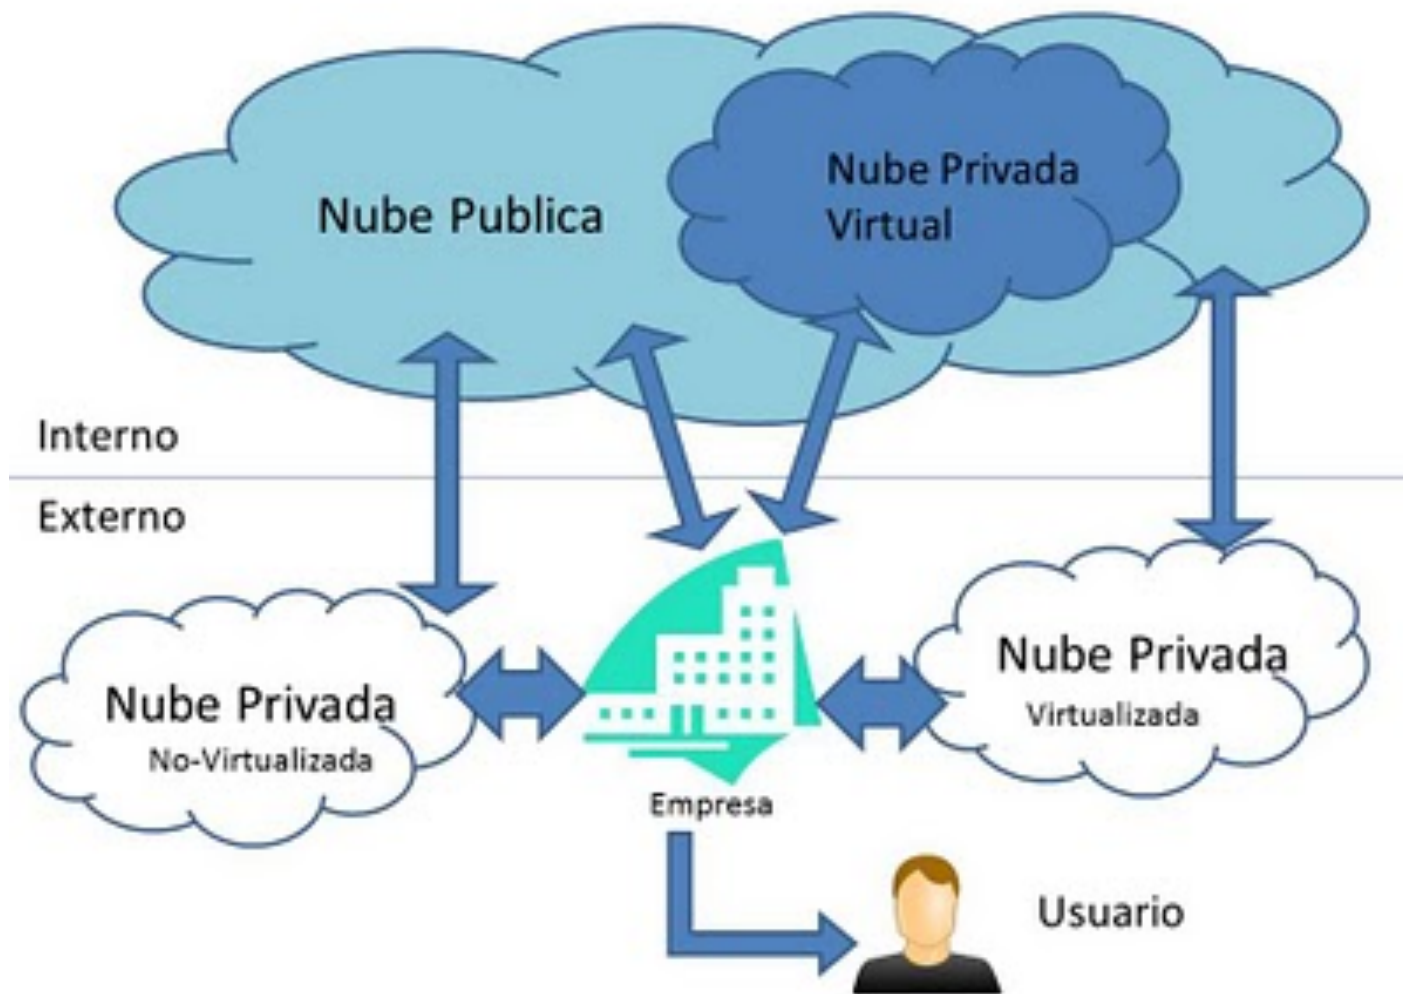 Nube Publica
Nube Privada
Virtual
Interno
Externo
Nube Privada
No-Virtualizada
Nube Privada
Virtualizada
Empresa
Usuario